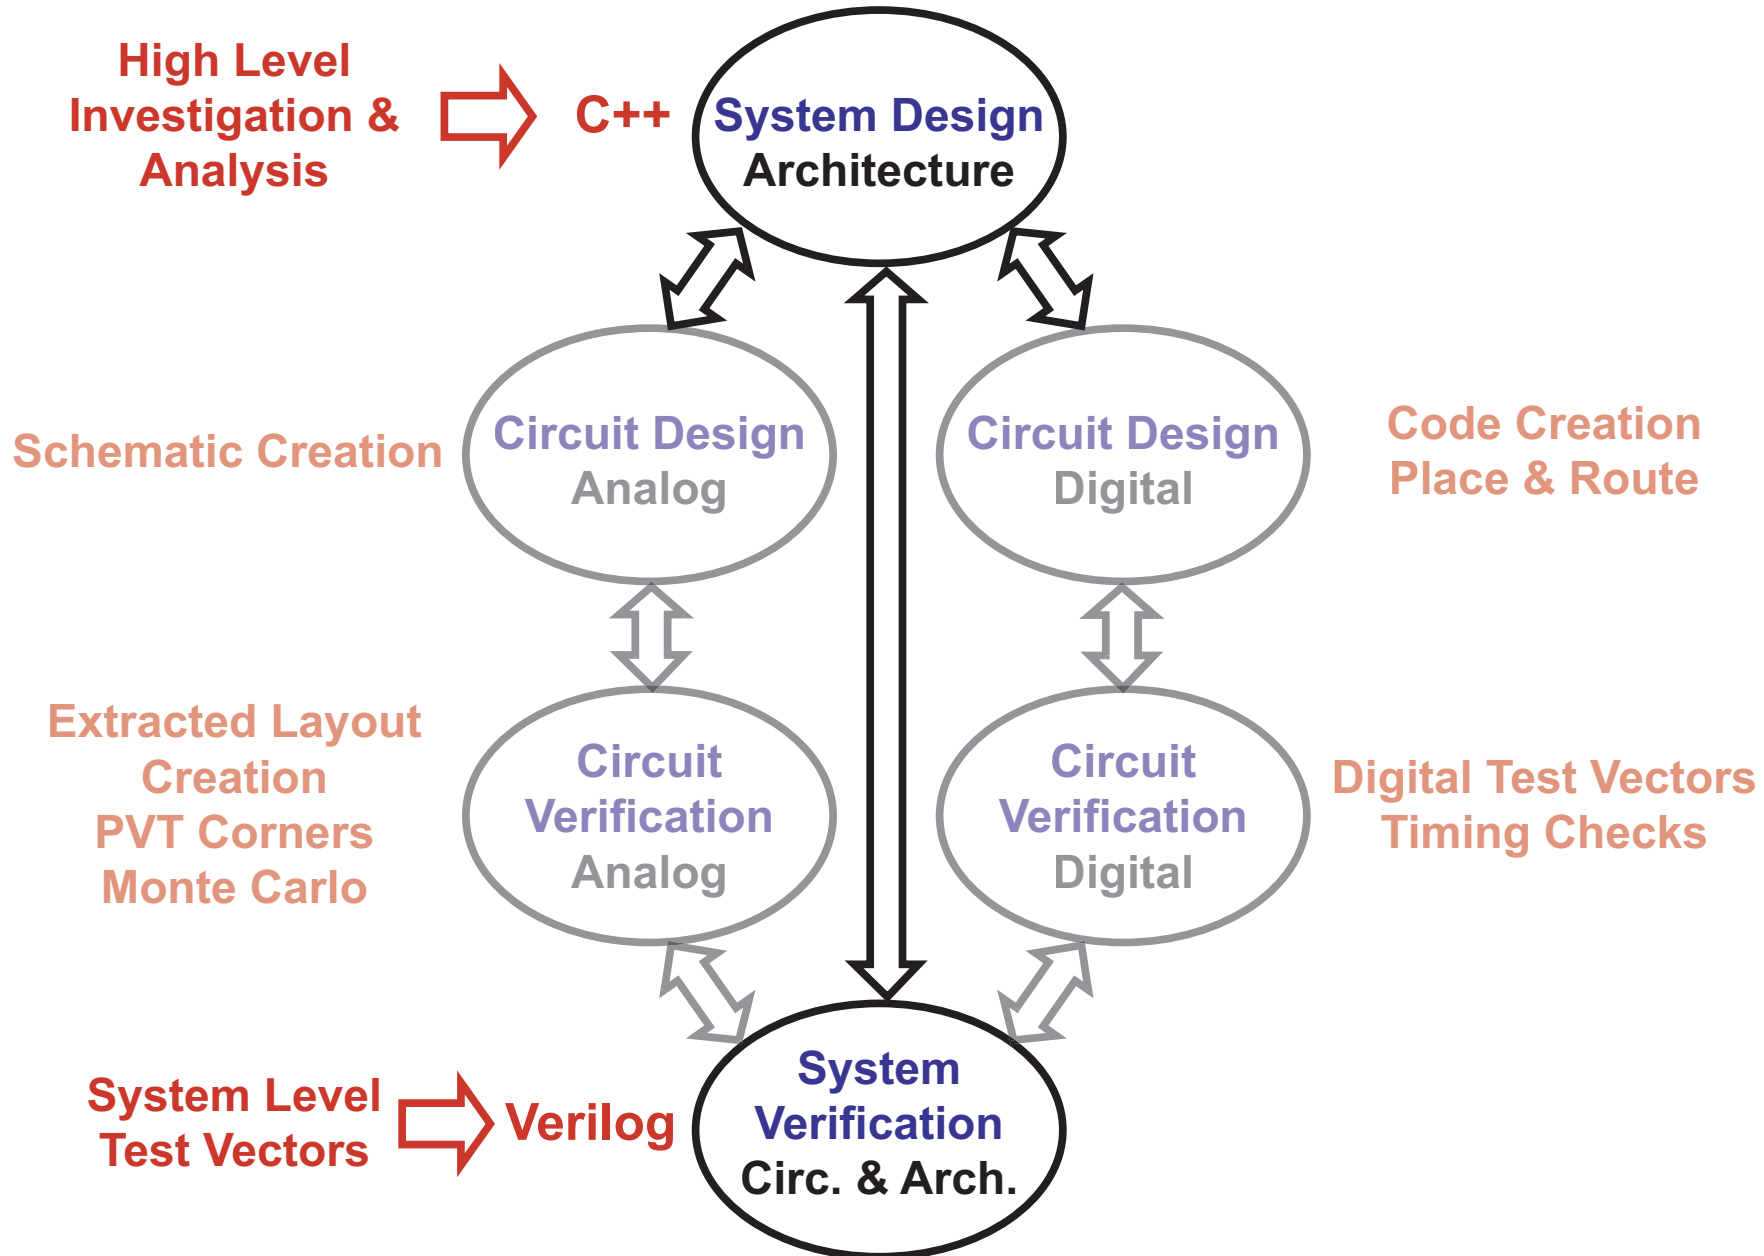 High Level
Investigation &
Analysis
C++
System Design
Architecture
Schematic Creation
Circuit Design
Analog
Circuit Design
Digital
Code Creation
Place & Route
Extracted Layout
Creation
PVT Corners
Monte Carlo
Circuit
Verification
Analog
Circuit
Verification
Digital
Digital Test Vectors
Timing Checks
System Level
Test Vectors
Verilog
System
Verification
Circ. & Arch.